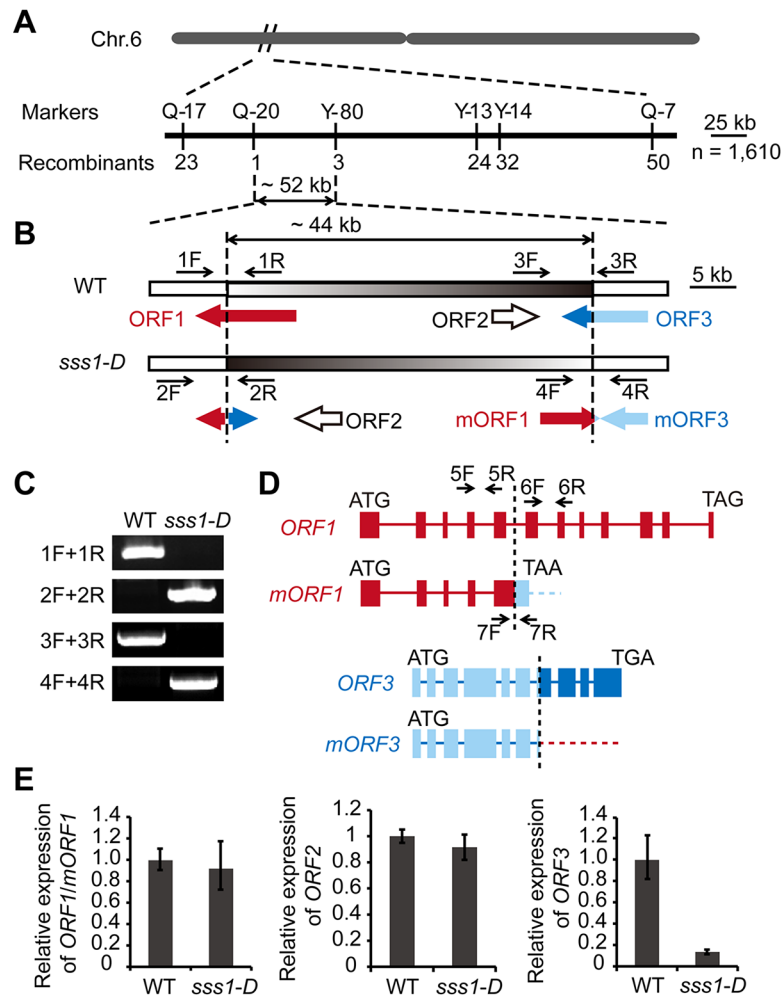 A
Chr.6
Markers Q-17 Q-20 Y-80 Y-13 Y-14 Q-7 25 kb
Recombinants 23 1 3 24 32 50 n = 1,610
~ 52 kb
B
~ 44 kb
1F 1R 3F 3R
WT 5 kb
ORF1 ORF2 ORF3
sss1-D
2F 2R 4F 4R
ORF2 mORF1 mORF3
C
WT sss1-D
1F+1R
2F+2R
3F+3R
4F+4R
D
5F 5R 6F 6R
ATG TAG
ORF1
ATG TAA
mORF1
7F 7R
ATG TGA
ORF3
ATG
mORF3
E
Relative expression
of ORF1/mORF1
1.4
1.2
1.0
0.8
0.6
0.4
0.2
0
WT sss1-D
Relative expression
of ORF2
1.2
1.0
0.8
0.6
0.4
0.2
0
WT sss1-D
Relative expression
of ORF3
1.4
1.2
1.0
0.8
0.6
0.4
0.2
0
WT sss1-D